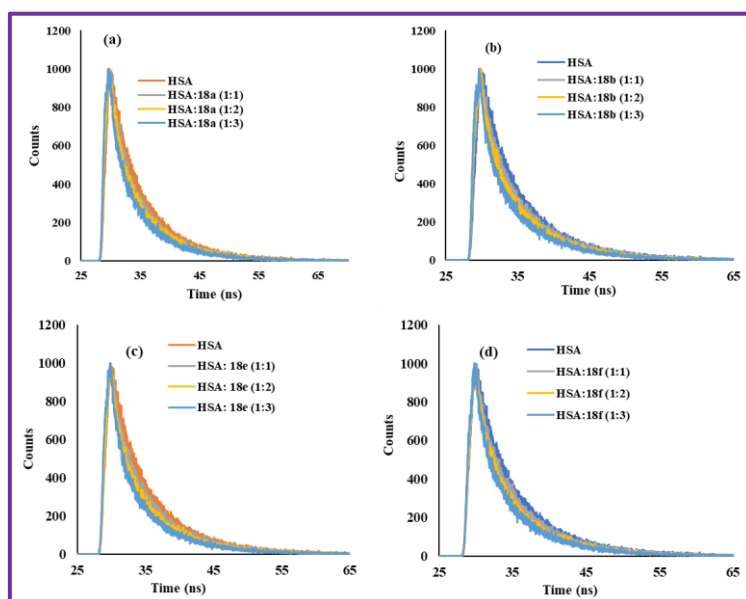 (a)
1200
1000
800
600
400
200
0
Counts
HSA
HSA:18a (1:1)
HSA:18a (1:2)
HSA:18a (1:3)
25 35 45 55 65
Time (ns)
(b)
1200
1000
800
600
400
200
0
Counts
HSA
HSA:18b (1:1)
HSA:18b (1:2)
HSA:18b (1:3)
25 35 45 55 65
Time (ns)
(c)
1200
1000
800
600
400
200
0
Counts
HSA
HSA: 18e (1:1)
HSA: 18e (1:2)
HSA: 18e (1:3)
25 35 45 55 65
Time (ns)
(d)
1200
1000
800
600
400
200
0
Counts
HSA
HSA:18f (1:1)
HSA:18f (1:2)
HSA:18f (1:3)
25 35 45 55 65
Time (ns)